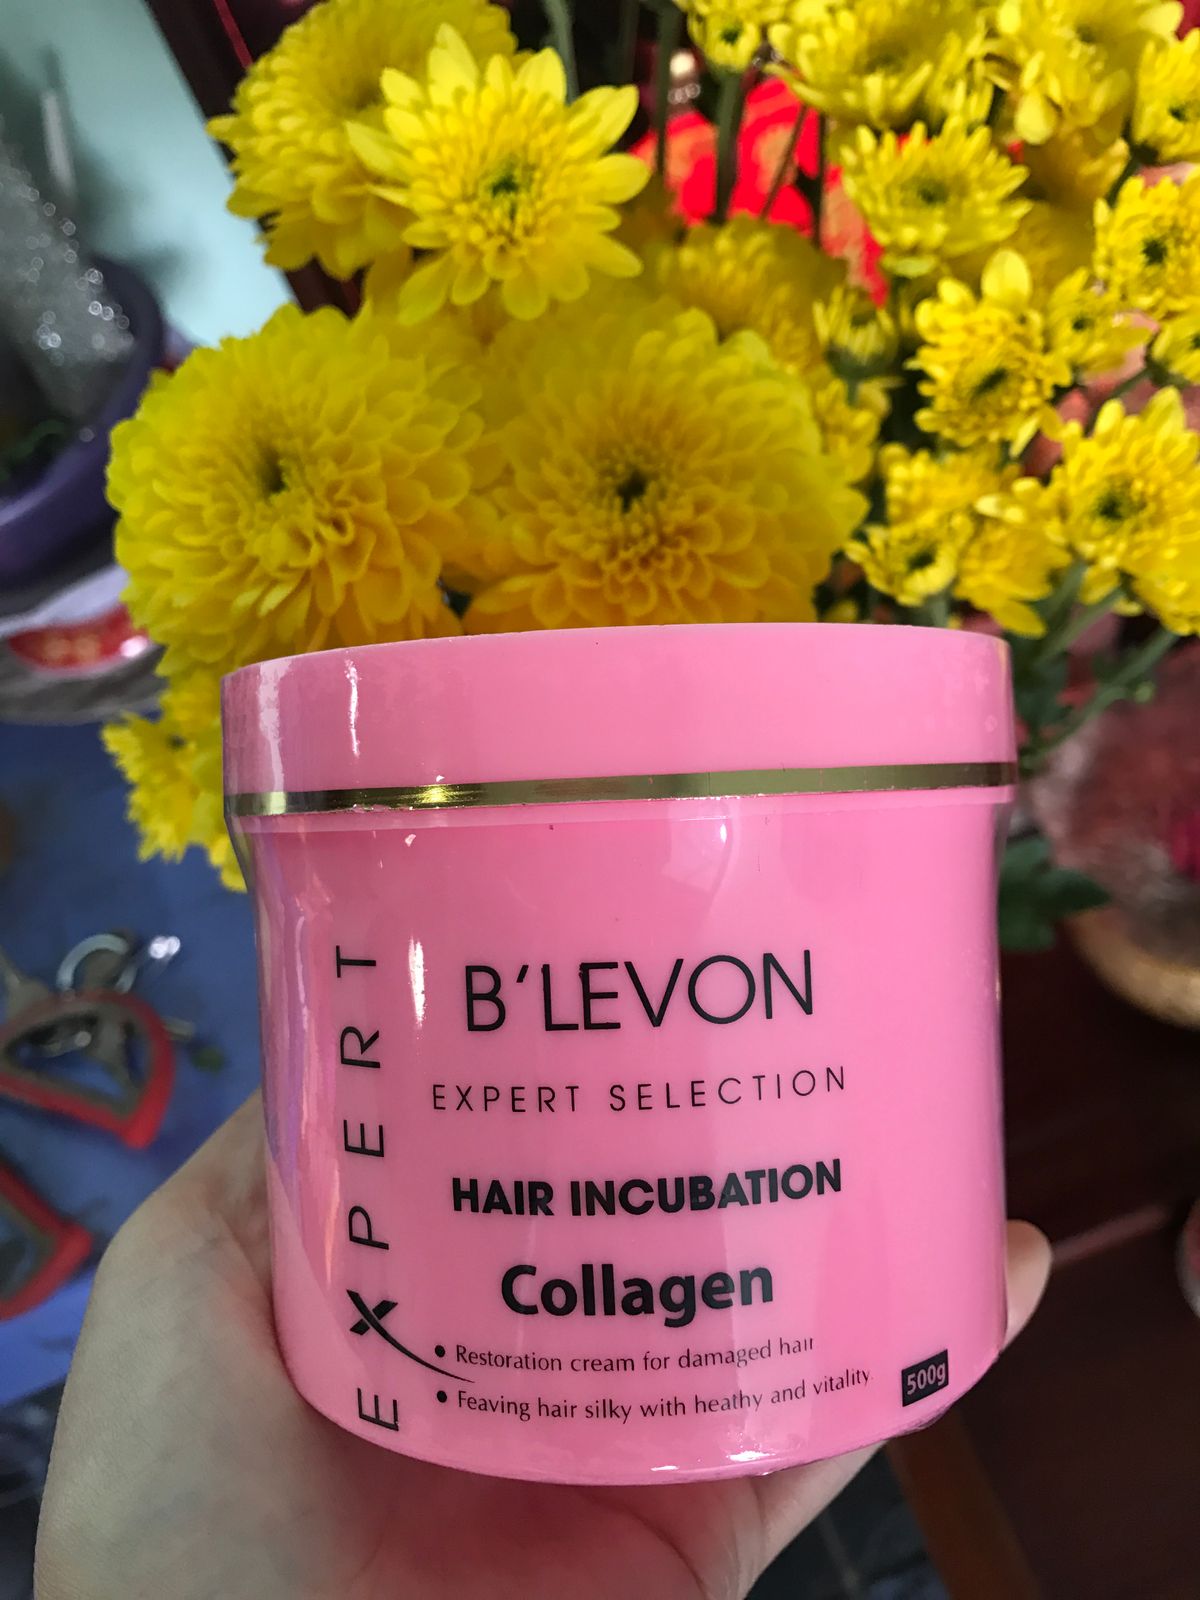 EXPERT
B'LEVON
EXPERT SELECTION
HAIR INCUBATION
Collagen
• Restoration cream for damaged hair
• Feaving hair silky with heathy and vitality.
500g